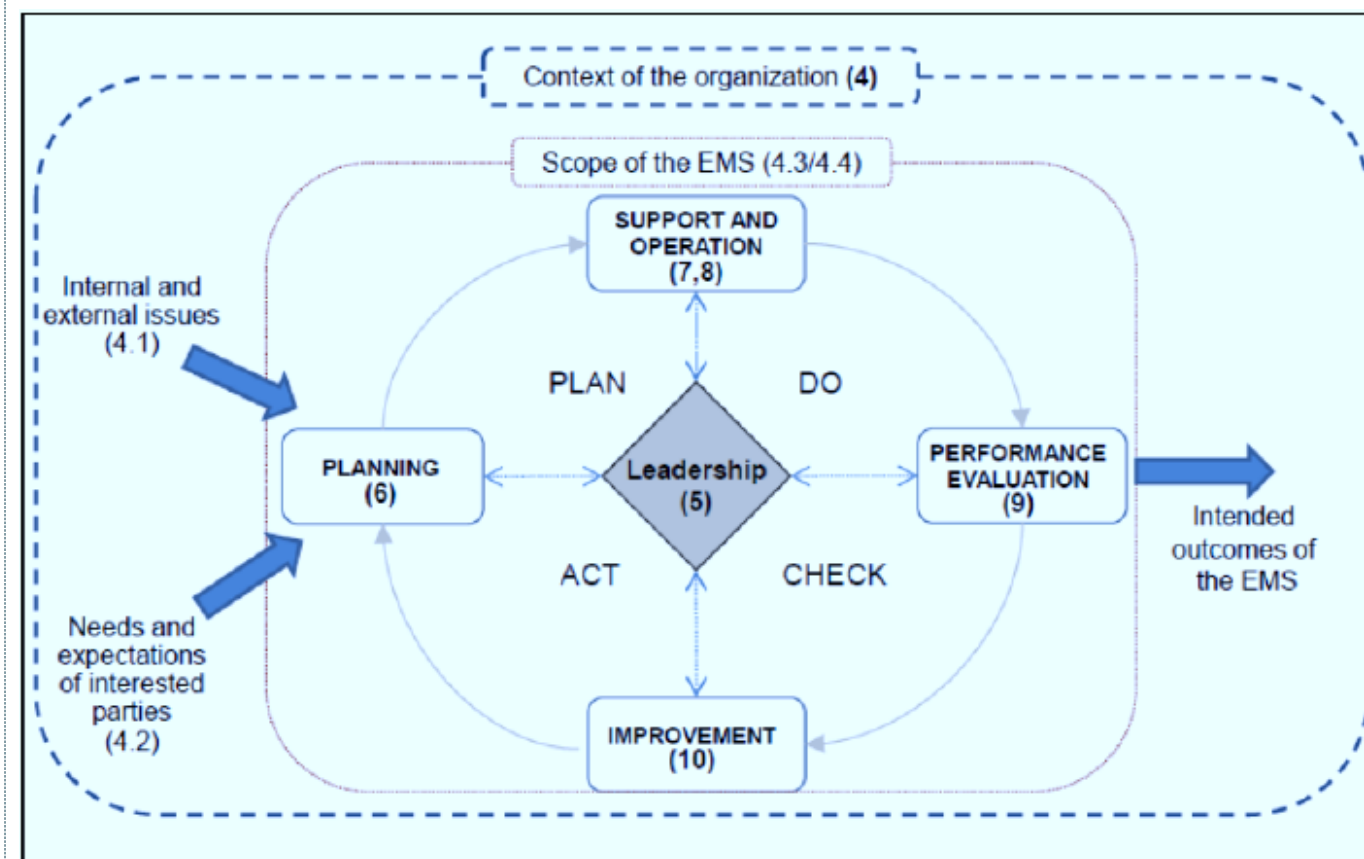 Context of the organization (4)
Scope of the EMS (4.3/4.4)
SUPPORT AND
OPERATION
(7,8)
Internal and
external issues
(4.1)
PLAN
DO
PLANNING
(6)
Leadership
(5)
PERFORMANCE
EVALUATION
(9)
Intended
outcomes of
the EMS
ACT
CHECK
Needs and
expectations
of interested
parties
(4.2)
IMPROVEMENT
(10)